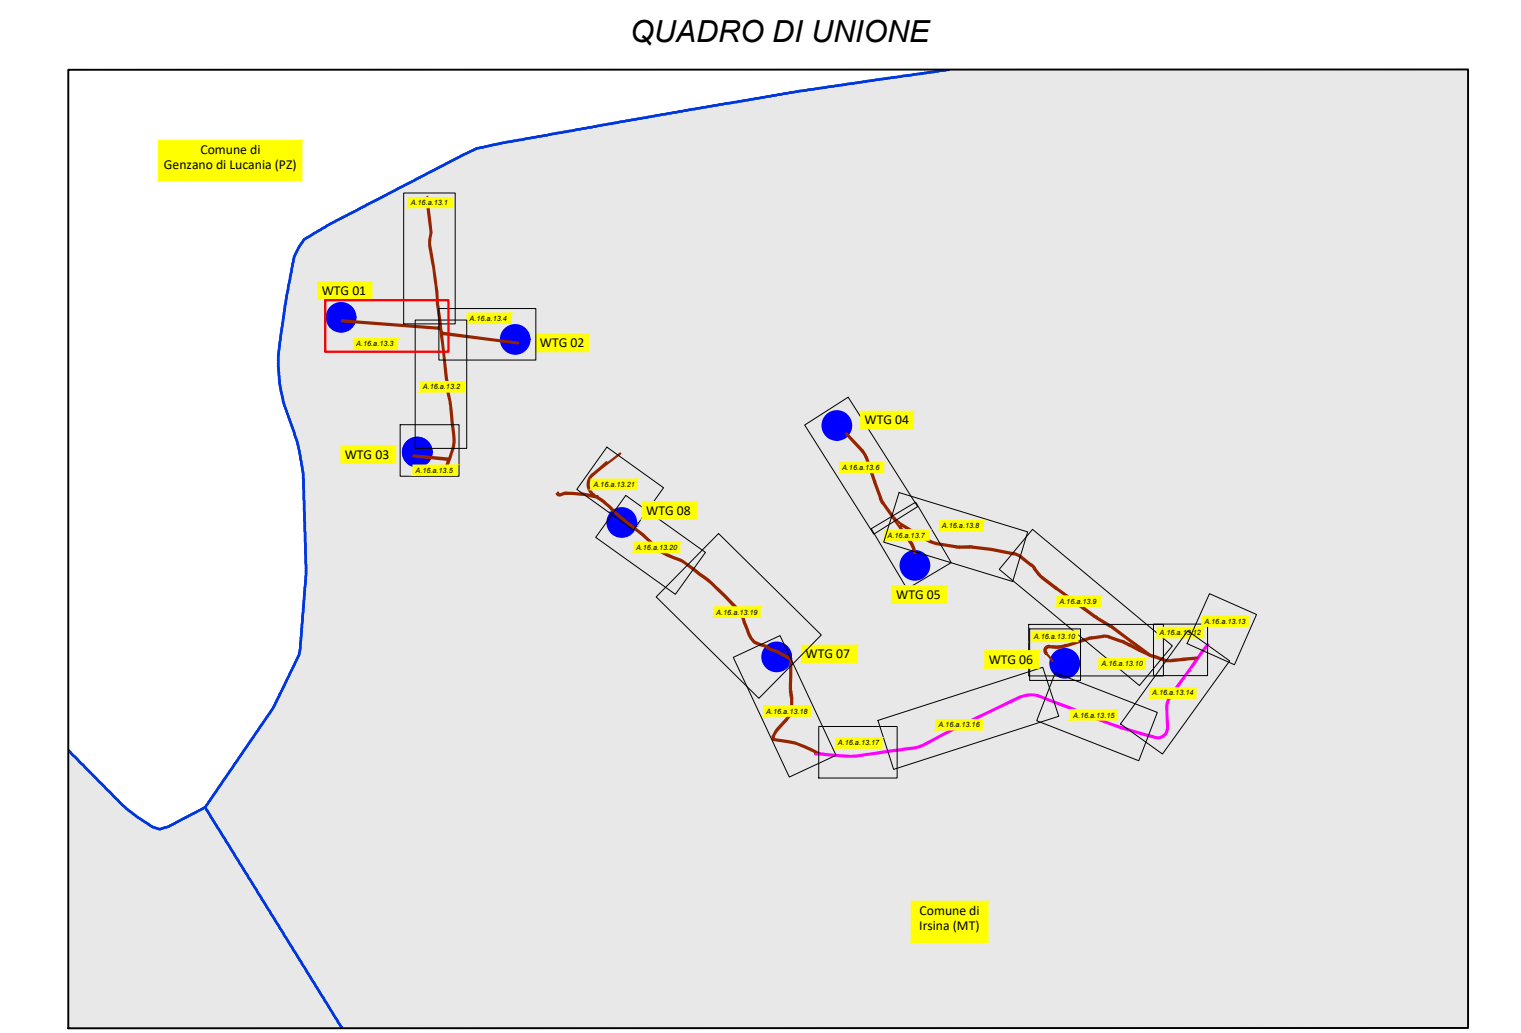 QUADRO DI UNIONE
Comune di
Genzano di Lucania (PZ)
A.16.a.13.1
WTG 01
A.16.a.13.4
A.16.a.13.3
WTG 02
A.16.a.13.2
WTG 03
A.16.a.13.5
WTG 04
A.16.a.13.6
A.16.a.13.21
WTG 08
A.16.a.13.20
A.16.a.13.8
A.16.a.13.7
WTG 05
A.16.a.13.19
A.16.a.13.9
WTG 07
A.16.a.13.18
A.16.a.13.10
WTG 06
A.16.a.13.10
A.16.a.13.12
A.16.a.13.13
A.16.a.13.14
A.16.a.13.15
A.16.a.13.16
A.16.a.13.17
Comune di
Irsina (MT)